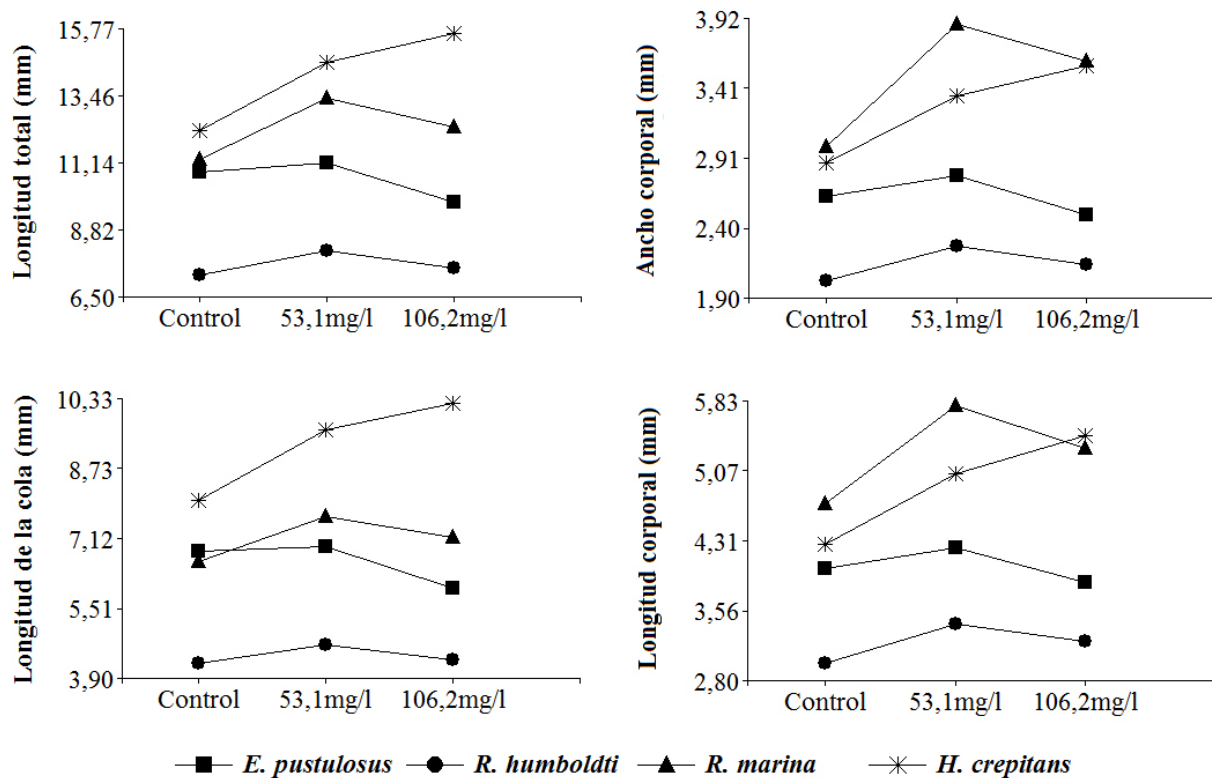 Longitud total (mm)
15,77
13,46
11,14
8,82
6,50
Control 53,1mg/l 106,2mg/l
Ancho corporal (mm)
3,92
3,41
2,91
2,40
1,90
Control 53,1mg/l 106,2mg/l
Longitud de la cola (mm)
10,33
8,73
7,12
5,51
3,90
Control 53,1mg/l 106,2mg/l
Longitud corporal (mm)
5,83
5,07
4,31
3,56
2,80
Control 53,1mg/l 106,2mg/l
E. pustulosus R. humboldti R. marina H. crepitans